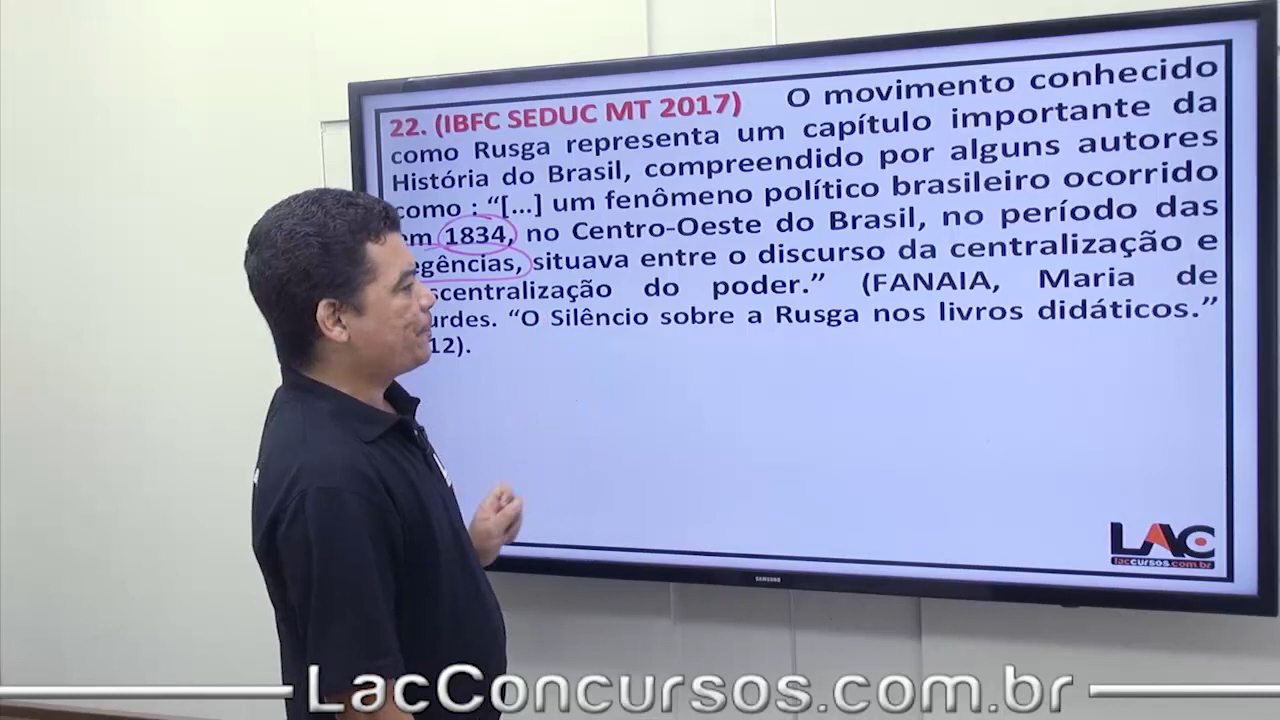 22. (IBFC SEDUC MT 2017) O movimento conhecido
como Rusga representa um capítulo importante da
História do Brasil, compreendido por alguns autores
como : “[...] um fenômeno político brasileiro ocorrido
em 1834, no Centro-Oeste do Brasil, no período das
situava entre o discurso da centralização e
do poder.” (FANAIA, Maria de
“O Silêncio sobre a Rusga nos livros didáticos.”
12).
LAC
laccursos.com.br
SAMSUNG
LacConcursos.com.br